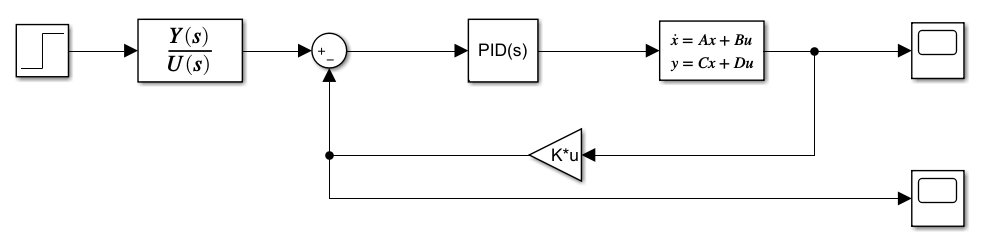 Y(s)
U(s)
+
−
PID(s)
ẋ = Ax + Bu
y = Cx + Du
K*u